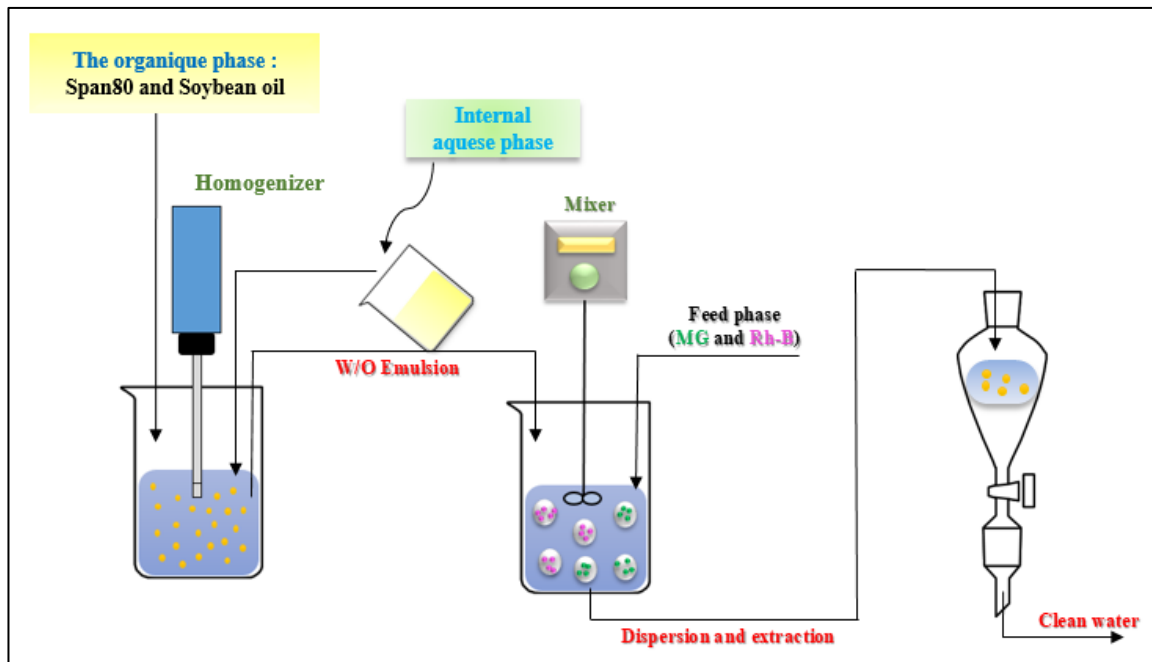 The organique phase :
Span80 and Soybean oil
Internal
aquese phase
Homogenizer
Mixer
Feed phase
(MG and Rh-B)
W/O Emulsion
Dispersion and extraction
Clean water